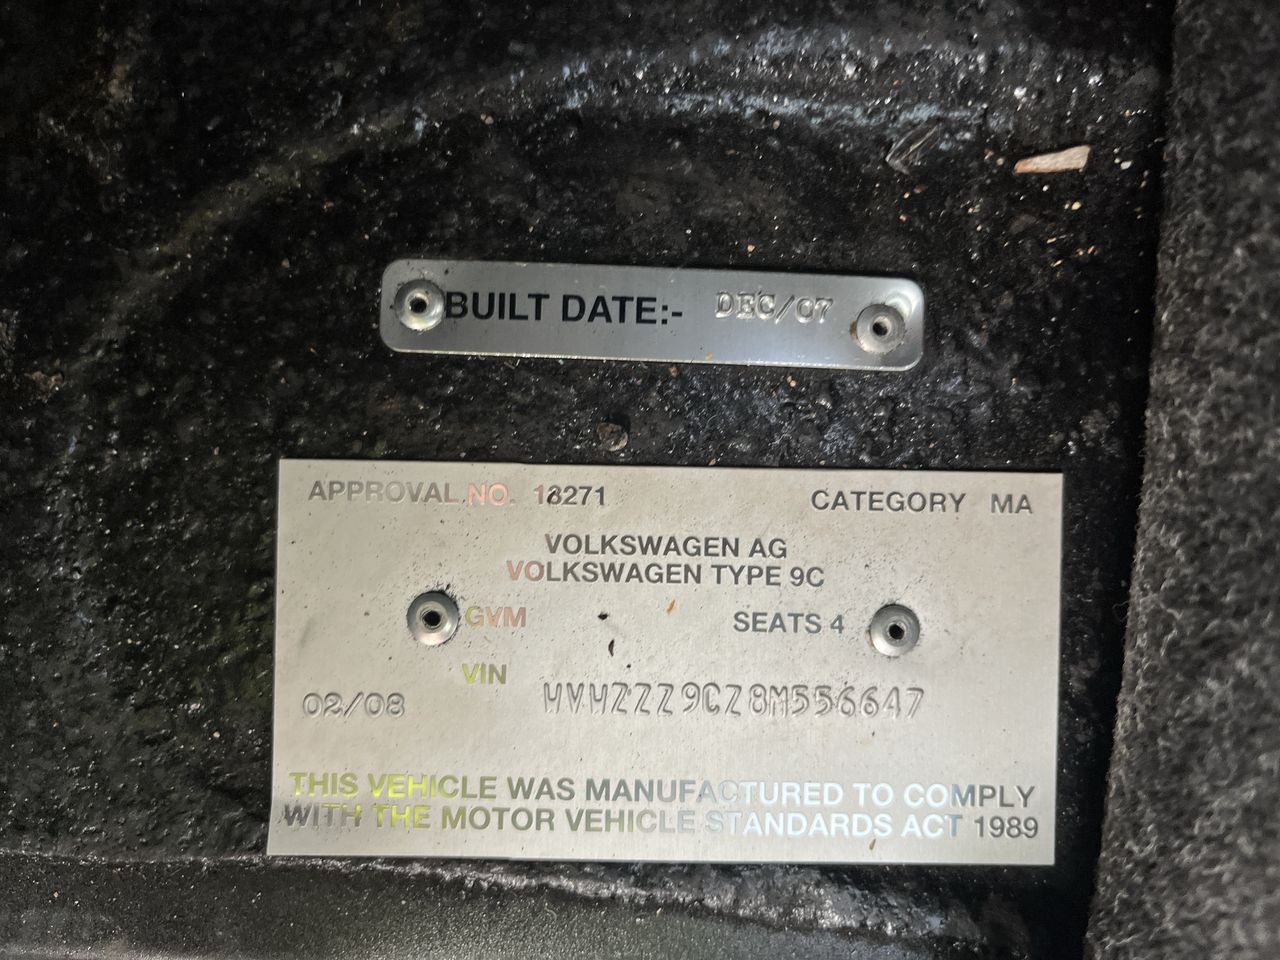 BUILT DATE:- DEC/07
APPROVAL NO. 18271 CATEGORY MA
VOLKSWAGEN AG
VOLKSWAGEN TYPE 9C
GVM SEATS 4
VIN
02/08 WVWZZZ9CZ8M556647
THIS VEHICLE WAS MANUFACTURED TO COMPLY
WITH THE MOTOR VEHICLE STANDARDS ACT 1989